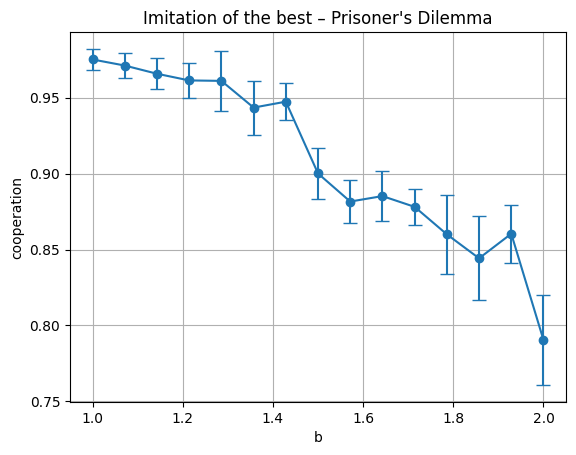 Imitation of the best – Prisoner's Dilemma
cooperation
0.95
0.90
0.85
0.80
0.75
1.0 1.2 1.4 1.6 1.8 2.0
b